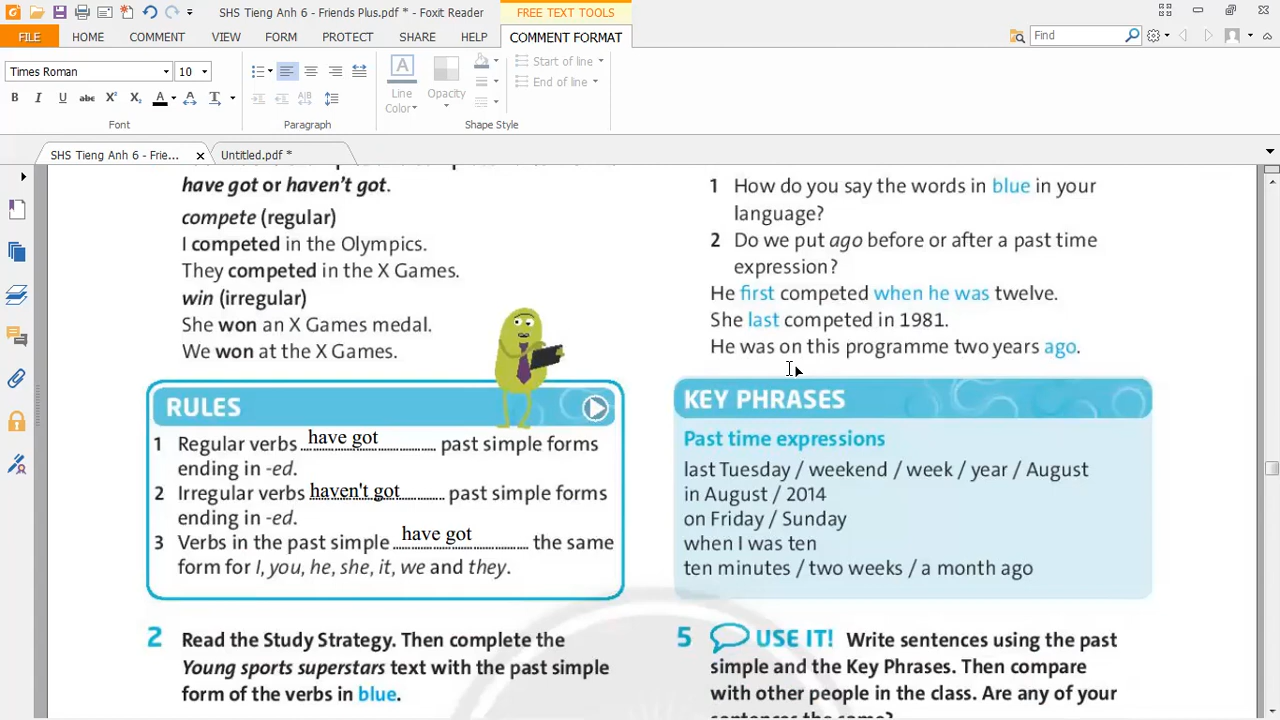 SHS Tieng Anh 6 - Friends Plus.pdf * - Foxit Reader
FREE TEXT TOOLS
FILE HOME COMMENT VIEW FORM PROTECT SHARE HELP COMMENT FORMAT
Find
Times Roman 10
Start of line
End of line
Line Color
Opacity
Font Paragraph Shape Style
SHS Tieng Anh 6 - Frie... Untitled.pdf *
have got or haven't got.
compete (regular)
I competed in the Olympics.
They competed in the X Games.
win (irregular)
She won an X Games medal.
We won at the X Games.
RULES
1 Regular verbs have got past simple forms
ending in -ed.
2 Irregular verbs haven't got past simple forms
ending in -ed.
3 Verbs in the past simple have got the same
form for I, you, he, she, it, we and they.
2 Read the Study Strategy. Then complete the
Young sports superstars text with the past simple
form of the verbs in blue.
1 How do you say the words in blue in your
language?
2 Do we put ago before or after a past time
expression?
He first competed when he was twelve.
She last competed in 1981.
He was on this programme two years ago.
KEY PHRASES
Past time expressions
last Tuesday / weekend / week / year / August
in August / 2014
on Friday / Sunday
when I was ten
ten minutes / two weeks / a month ago
5 USE IT! Write sentences using the past
simple and the Key Phrases. Then compare
with other people in the class. Are any of your
sentences the same?